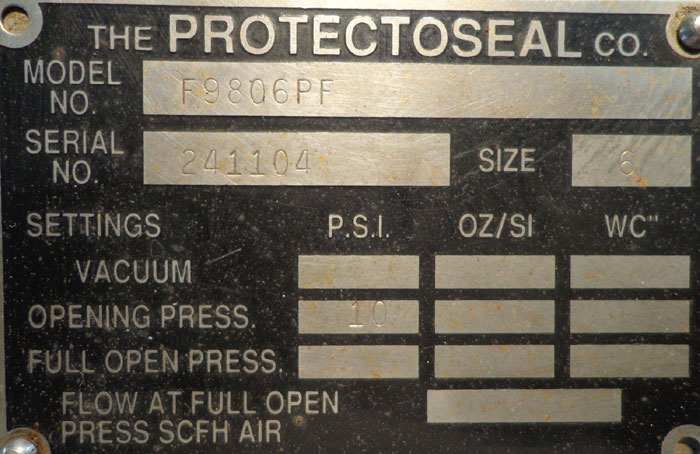 THE PROTECTOSEAL CO.
MODEL NO. F9806PF
SERIAL NO. 241104 SIZE 6
SETTINGS P.S.I. OZ/SI WC"
VACUUM
OPENING PRESS. 10
FULL OPEN PRESS.
FLOW AT FULL OPEN
PRESS SCFH AIR